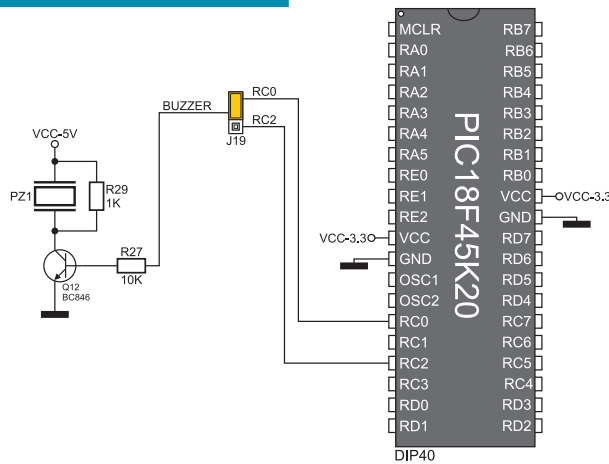 MCLR RB7
RA0 RB6
RA1 RB5
RA2 RB4
RA3 RB3
RA4 RB2
RA5 RB1
RE0 RB0
RE1 VCC VCC-3.3
RE2 GND
VCC-3.3 VCC RD7
GND RD6
OSC1 RD5
OSC2 RD4
RC0 RC7
RC1 RC6
RC2 RC5
RC3 RC4
RD0 RD3
RD1 RD2
PIC18F45K20
DIP40
RC0
BUZZER
RC2
J19
VCC-5V
PZ1
R29
1K
R27
10K
Q12
BC846